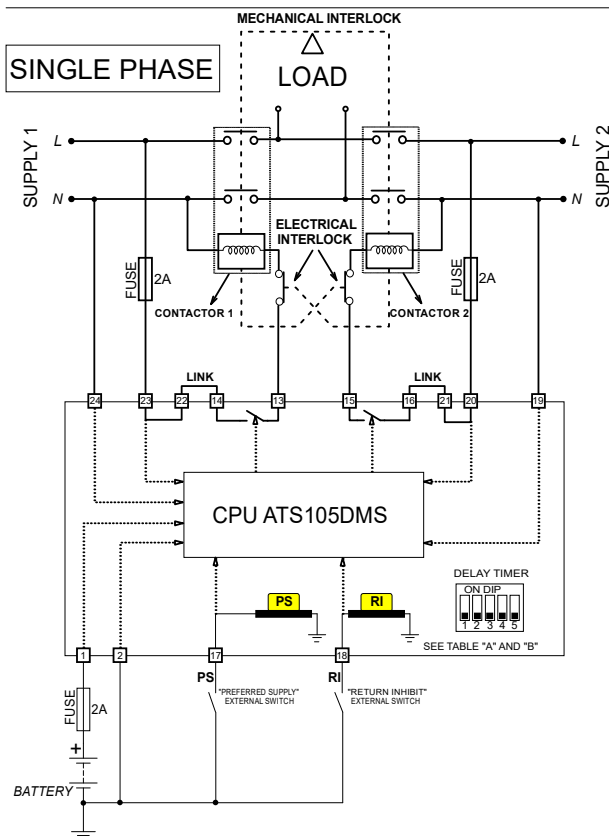 MECHANICAL INTERLOCK
SINGLE PHASE
LOAD
SUPPLY 1
L
L
SUPPLY 2
N
N
ELECTRICAL
INTERLOCK
FUSE
2A
FUSE
2A
CONTACTOR 1
CONTACTOR 2
LINK
LINK
24
23
22
14
13
15
16
21
20
19
CPU ATS105DMS
DELAY TIMER
ON DIP
1 2 3 4 5
PS
RI
SEE TABLE "A" AND "B"
1
2
17
18
PS
"PREFERRED SUPPLY"
EXTERNAL SWITCH
RI
"RETURN INHIBIT"
EXTERNAL SWITCH
FUSE
2A
+
BATTERY